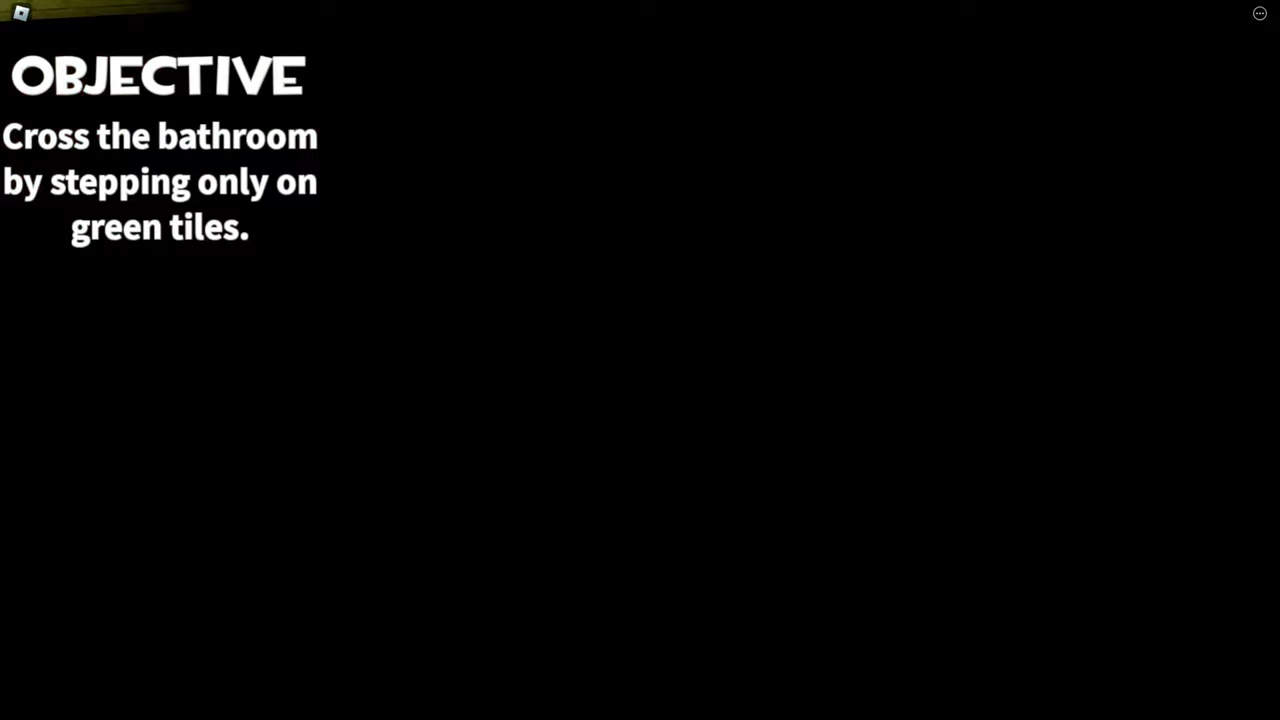 OBJECTIVE
Cross the bathroom
by stepping only on
green tiles.